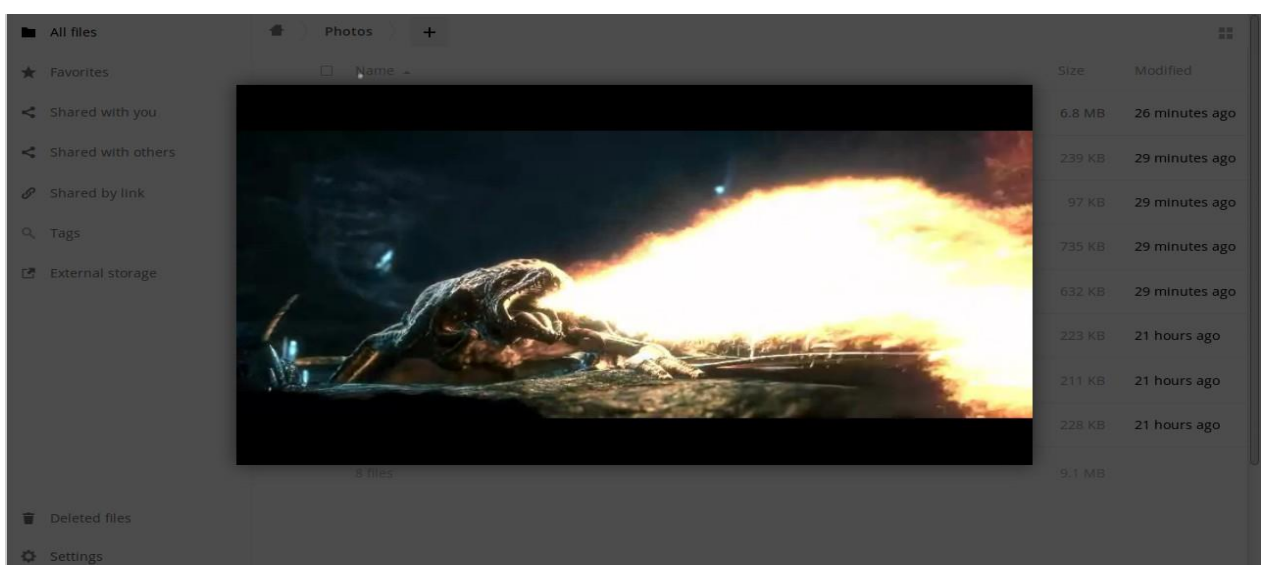 All files
Photos +
Favorites
Name
Size Modified
Shared with you
6.8 MB 26 minutes ago
Shared with others
239 KB 29 minutes ago
Shared by link
97 KB 29 minutes ago
Tags
735 KB 29 minutes ago
External storage
632 KB 29 minutes ago
223 KB 21 hours ago
211 KB 21 hours ago
228 KB 21 hours ago
8 files 9.1 MB
Deleted files
Settings